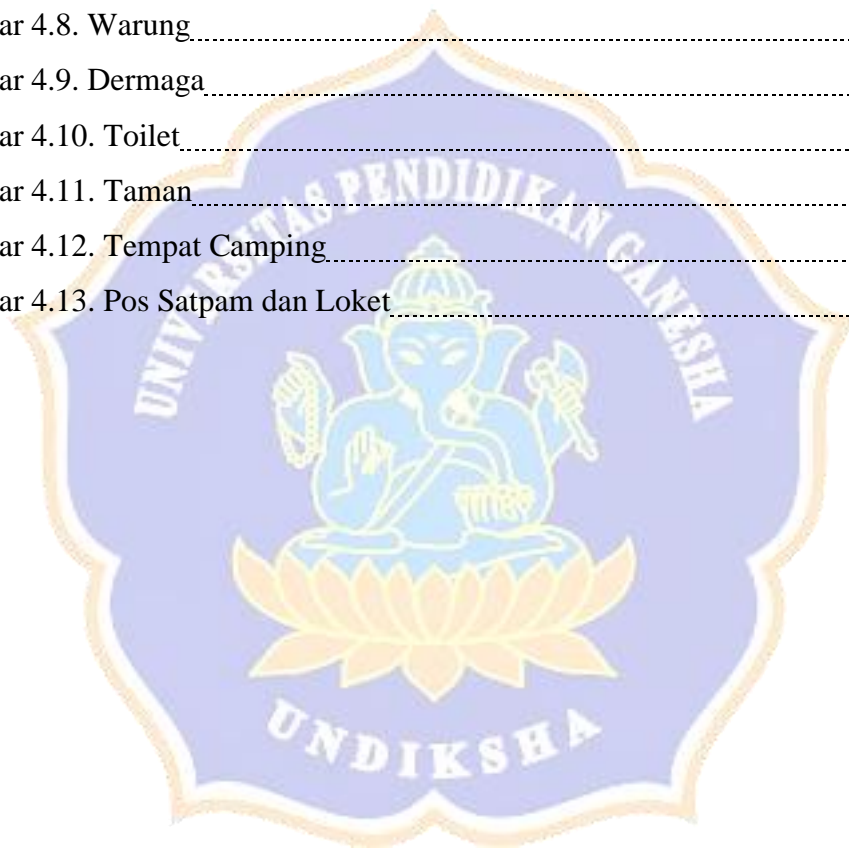 ar 4.8. Warung
ar 4.9. Dermaga
ar 4.10. Toilet
ar 4.11. Taman
ar 4.12. Tempat Camping
ar 4.13. Pos Satpam dan Loket
UNIVERSITAS PENDIDIKAN GANESHA
UNDIKSHA